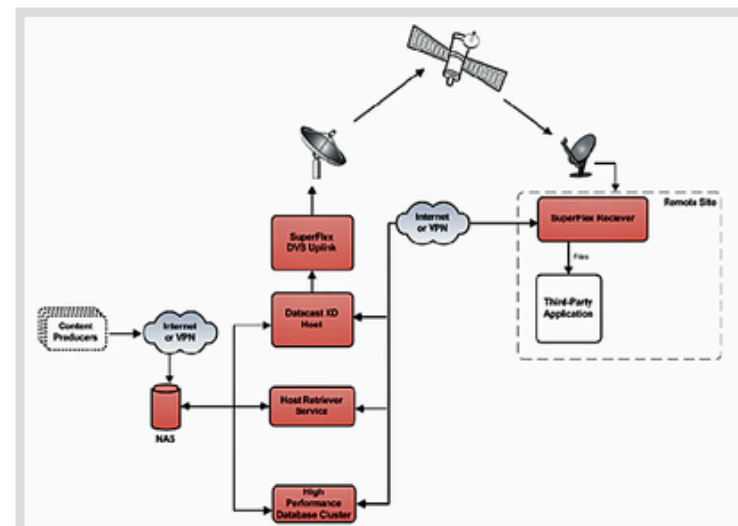 Remote Site
Internet
or VPN
SuperFlex Reciever
SuperFlex
DVB Uplink
Files
Third-Party
Application
Datacast XD
Host
Content
Producers
Internet
or VPN
Host Retriever
Service
NAS
High
Performance
Database Cluster